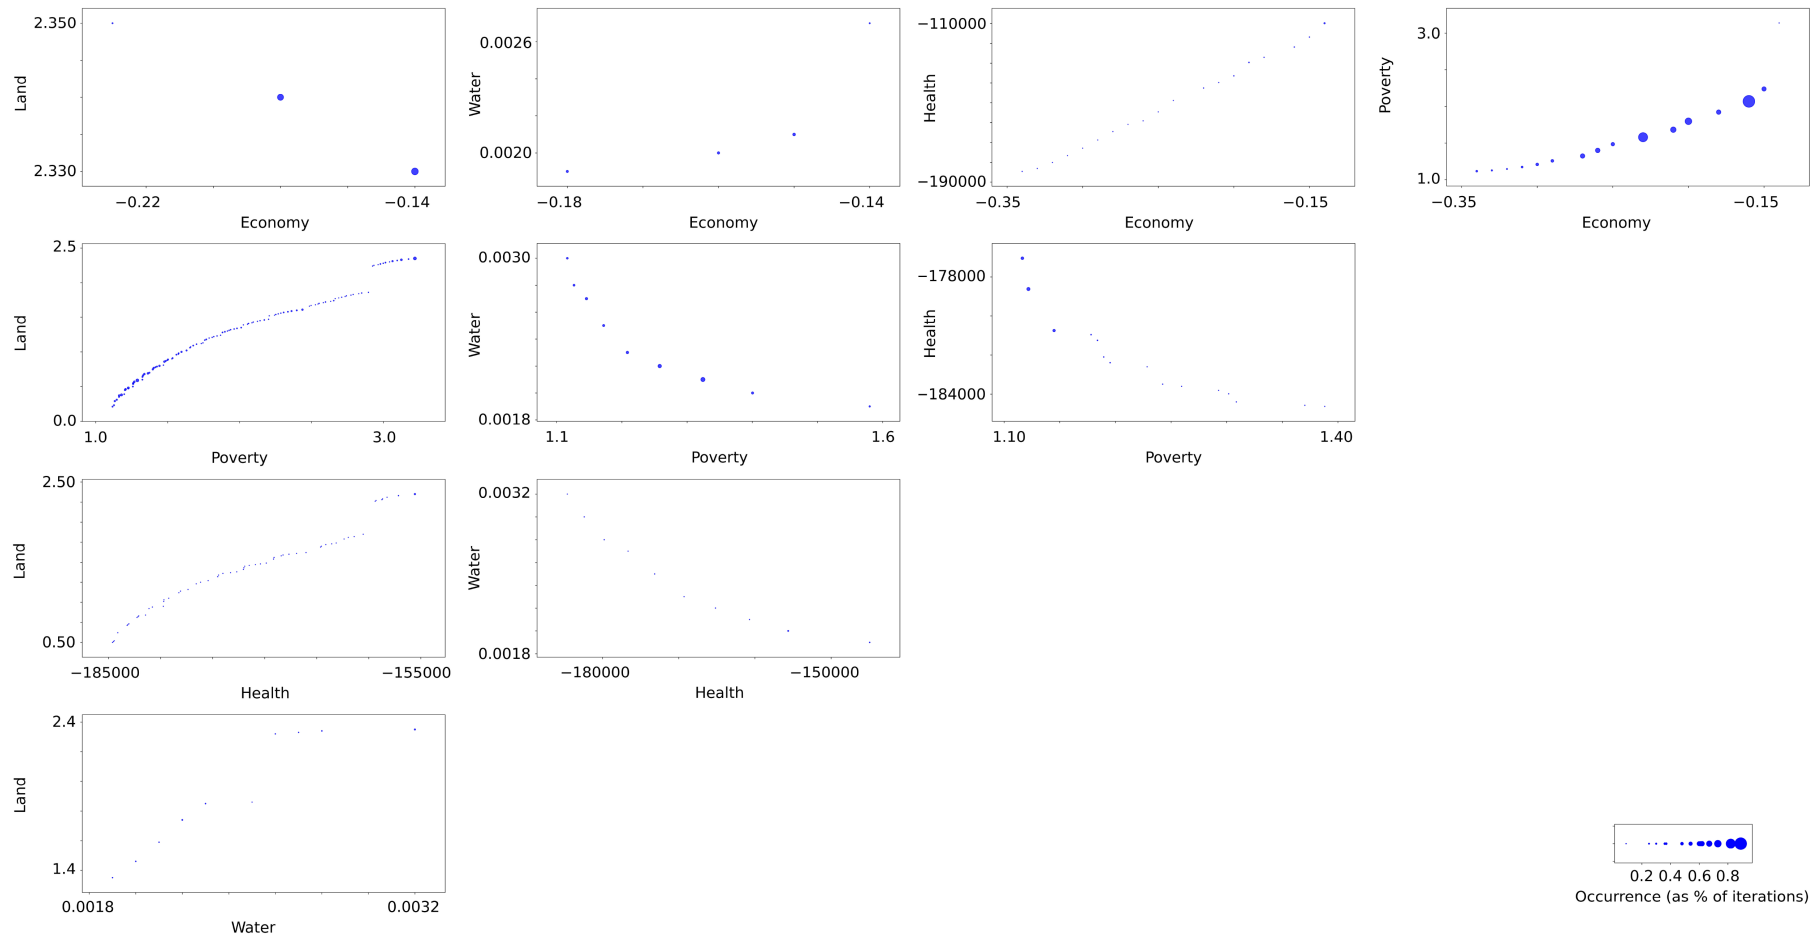 2.350
2.330
Land
−0.22 −0.14
Economy
0.0026
0.0020
Water
−0.18 −0.14
Economy
−110000
−190000
Health
−0.35 −0.15
Economy
3.0
1.0
Poverty
−0.35 −0.15
Economy
2.5
0.0
Land
1.0 3.0
Poverty
0.0030
0.0018
Water
1.1 1.6
Poverty
−178000
−184000
Health
1.10 1.40
Poverty
2.50
0.50
Land
−185000 −155000
Health
0.0032
0.0018
Water
−180000 −150000
Health
2.4
1.4
Land
0.0018 0.0032
Water
0.2 0.4 0.6 0.8
Occurrence (as % of iterations)